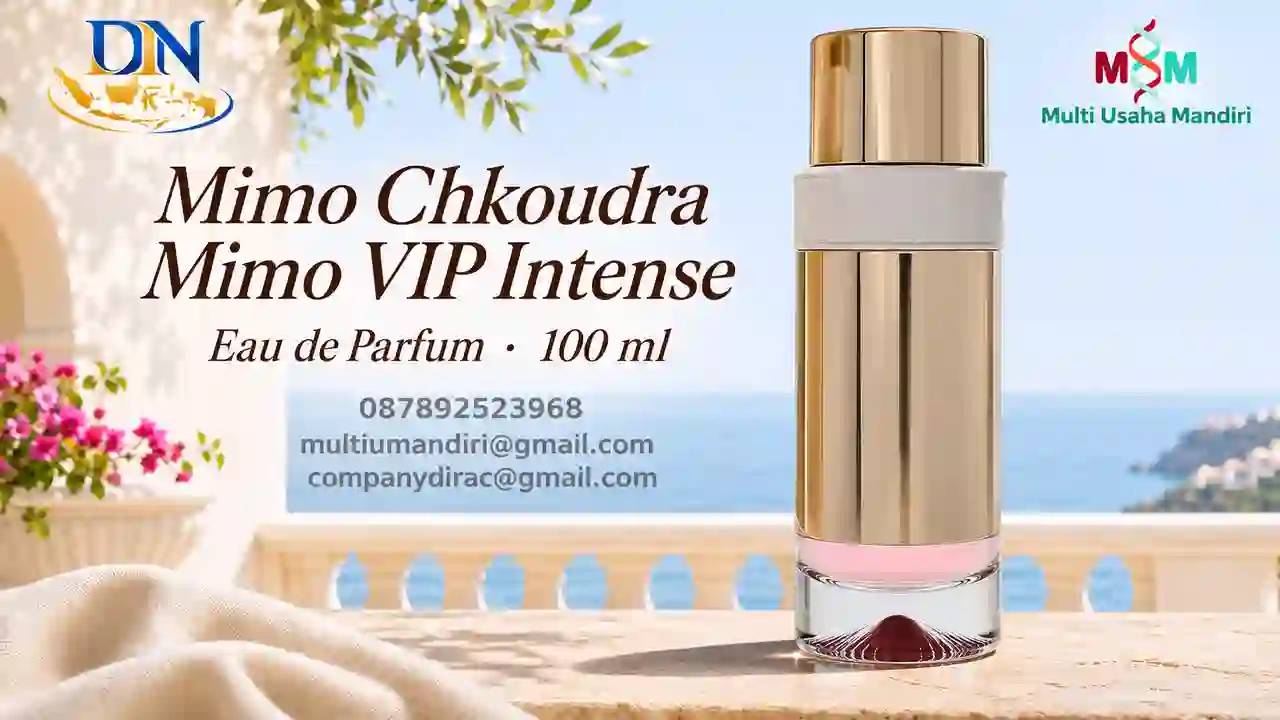 DN
MSM
Multi Usaha Mandiri
Mimo Chkoudra
Mimo VIP Intense
Eau de Parfum · 100 ml
087892523968
multiumandiri@gmail.com
companydirac@gmail.com